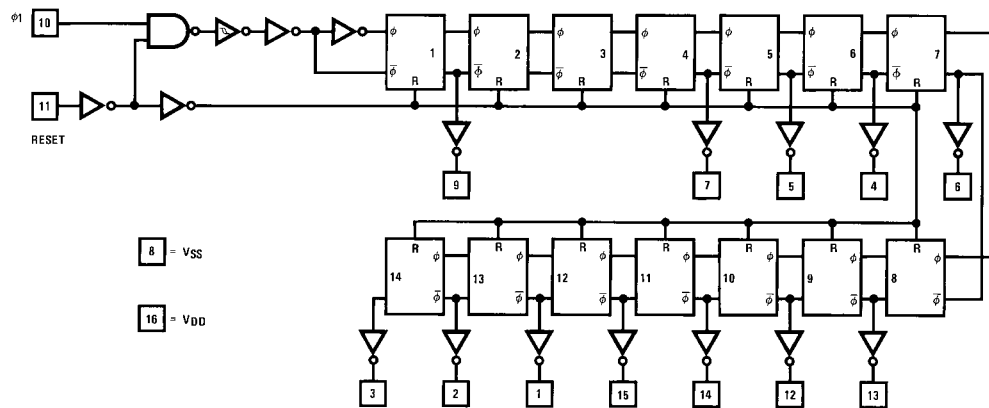 ϕ1 10
ϕ ϕ ϕ ϕ ϕ ϕ ϕ
1 2 3 4 5 6 7
ϕ̅ ϕ̅ ϕ̅ ϕ̅ ϕ̅ ϕ̅ ϕ̅
R R R R R R R
11
RESET
9 7 5 4 6
R R R R R R R
ϕ ϕ ϕ ϕ ϕ ϕ ϕ
14 13 12 11 10 9 8
ϕ̅ ϕ̅ ϕ̅ ϕ̅ ϕ̅ ϕ̅ ϕ̅
8 = VSS
16 = VDD
3 2 1 15 14 12 13